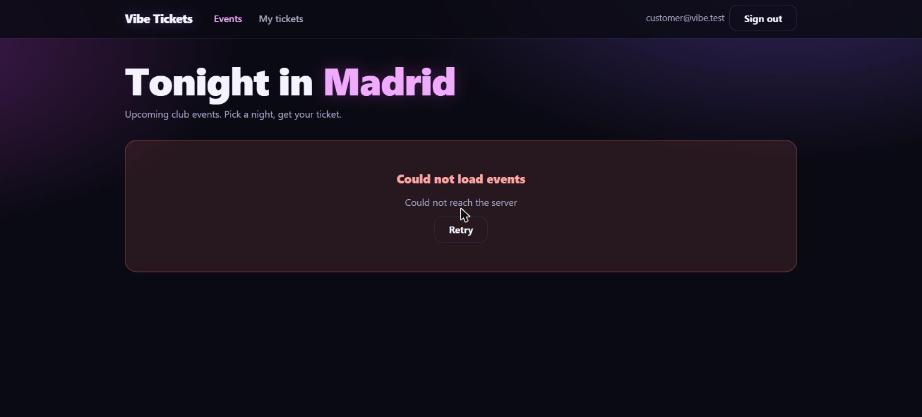 Vibe Tickets Events My tickets customer@vibe.test Sign out
Tonight in Madrid
Upcoming club events. Pick a night, get your ticket.
Could not load events
Could not reach the server
Retry